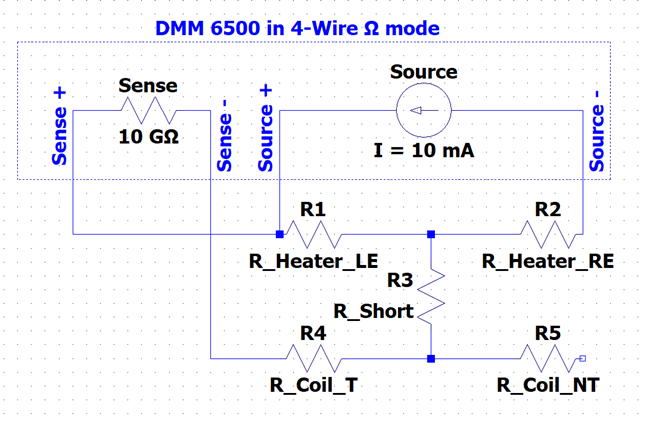 DMM 6500 in 4-Wire Ω mode
Sense +
Sense
10 GΩ
Sense -
Source +
Source
I = 10 mA
Source -
R1
R_Heater_LE
R2
R_Heater_RE
R3
R_Short
R4
R_Coil_T
R5
R_Coil_NT